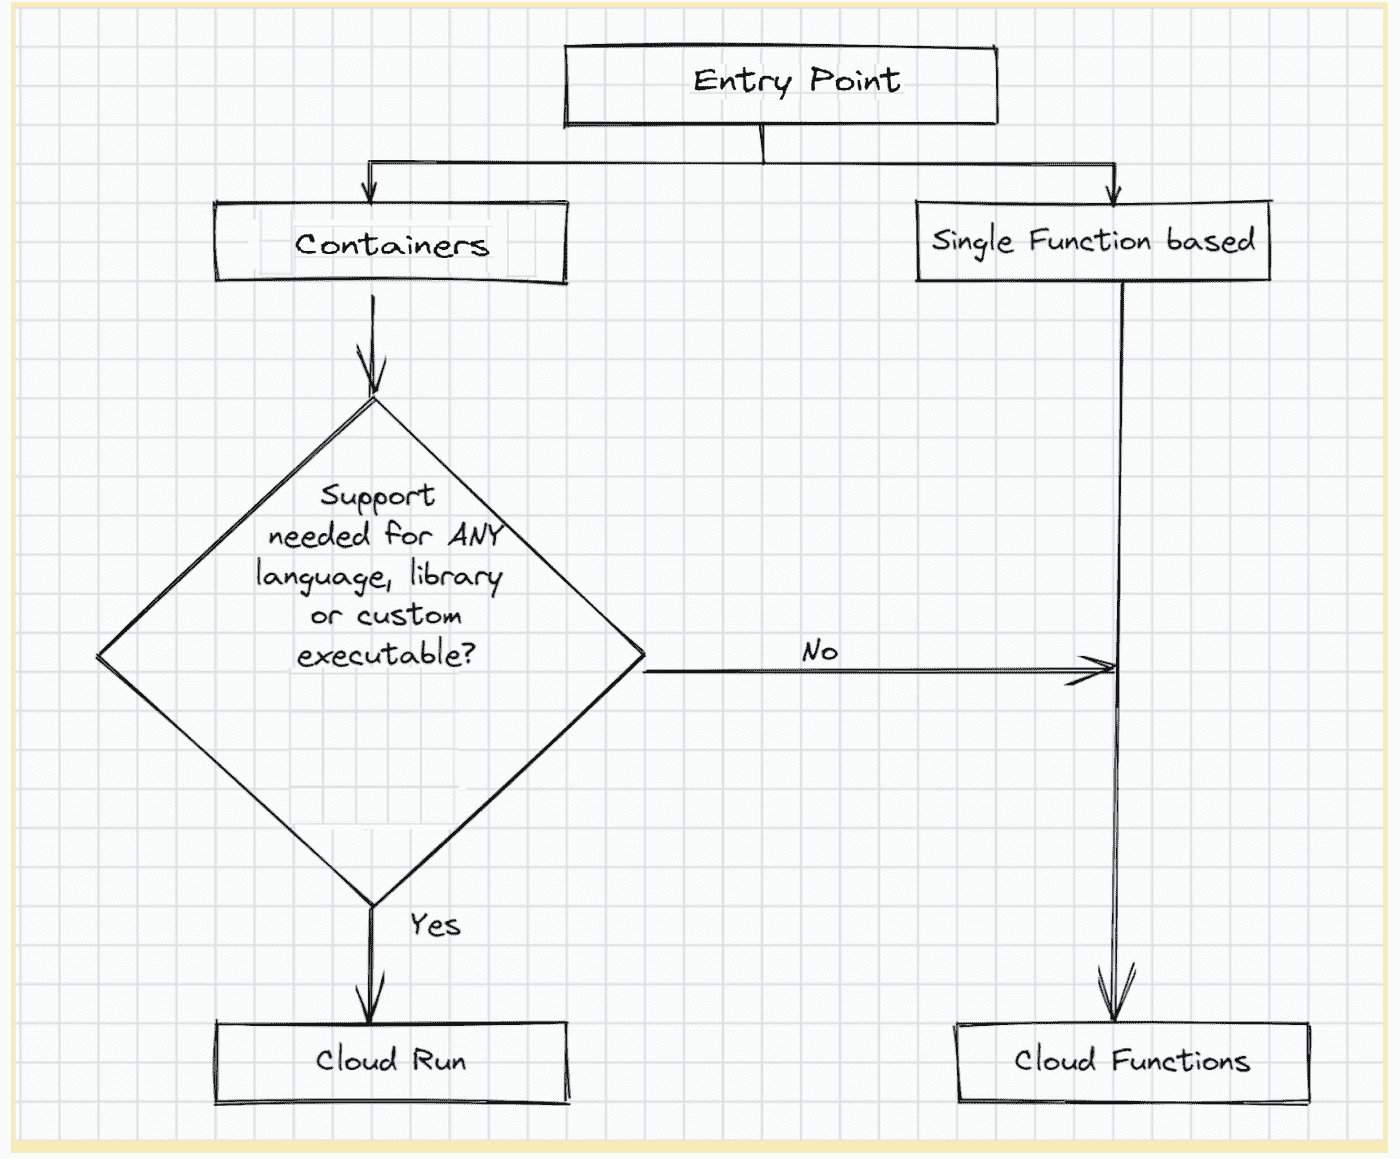 Entry Point
Containers
Single Function based
Support
needed for ANY
language, library
or custom
executable?
No
Yes
Cloud Run
Cloud Functions